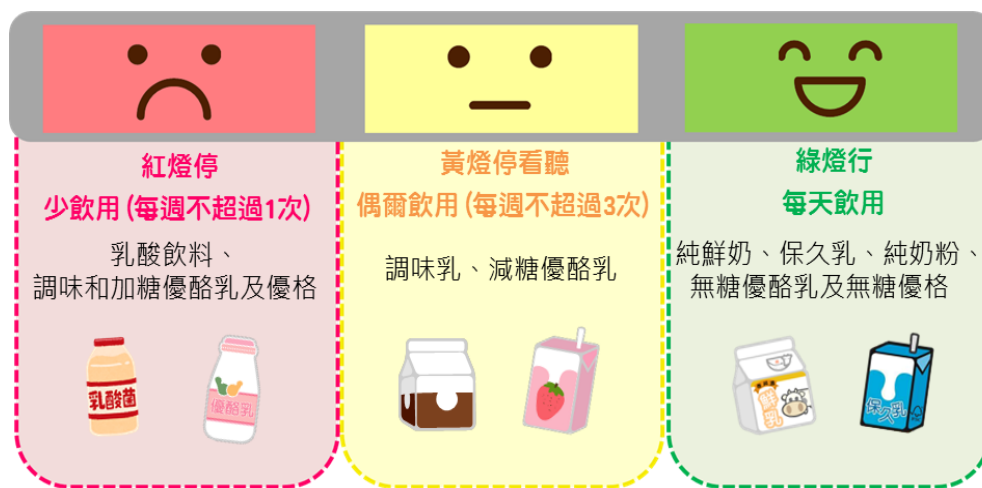 紅燈停
少飲用(每週不超過1次)
乳酸飲料、
調味和加糖優酪乳及優格
乳酸菌
優酪乳
黃燈停看聽
偶爾飲用(每週不超過3次)
調味乳、減糖優酪乳
綠燈行
每天飲用
純鮮奶、保久乳、純奶粉、
無糖優酪乳及無糖優格
鮮乳
保久乳